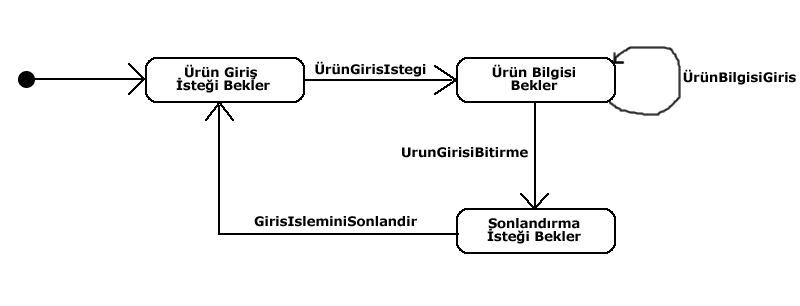 Ürün Giriş
İsteği Bekler
ÜrünGirisIstegi
Ürün Bilgisi
Bekler
ÜrünBilgisiGiris
UrunGirisiBitirme
GirisIsleminiSonlandir
Sonlandırma
İsteği Bekler